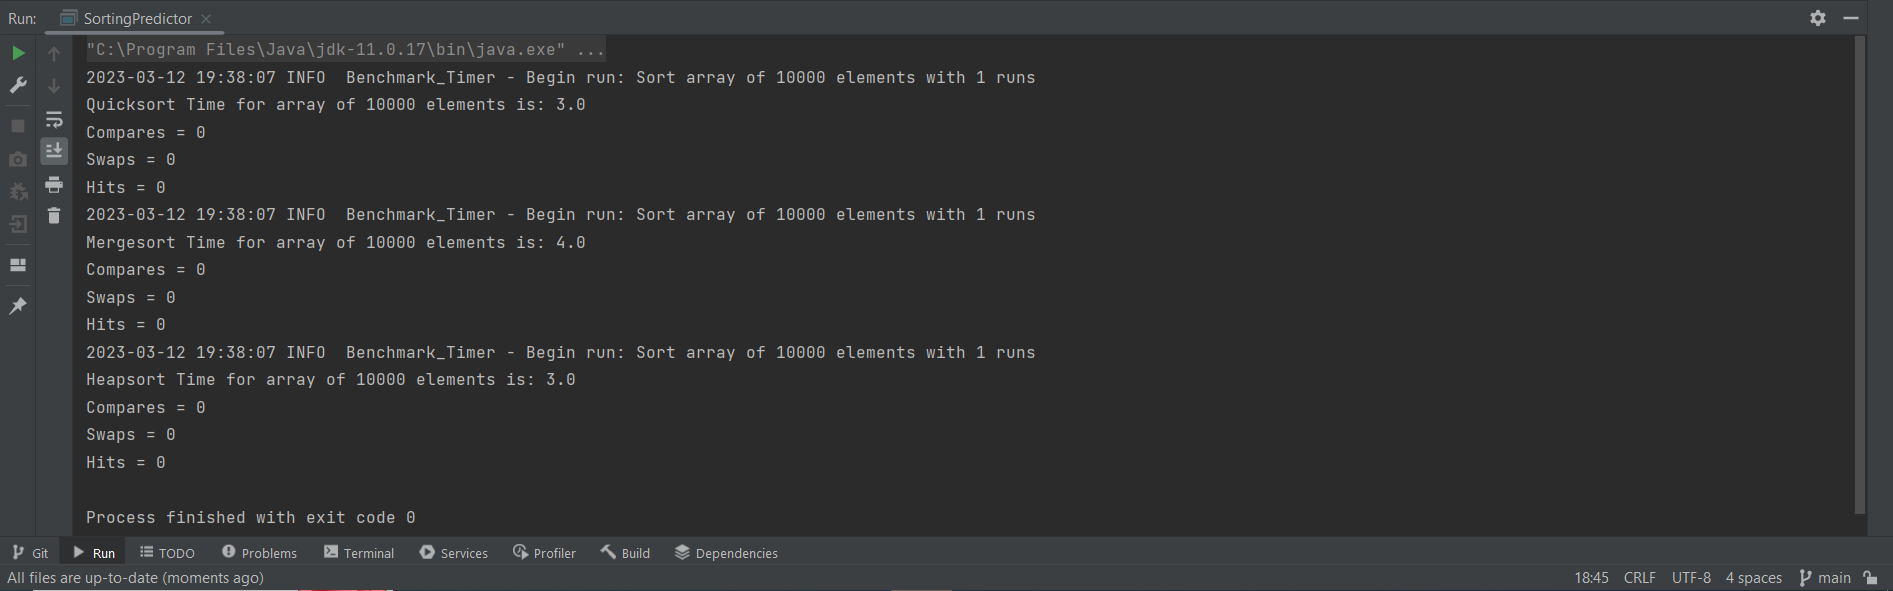 Run: SortingPredictor
"C:\Program Files\Java\jdk-11.0.17\bin\java.exe" ...
2023-03-12 19:38:07 INFO  Benchmark_Timer - Begin run: Sort array of 10000 elements with 1 runs
Quicksort Time for array of 10000 elements is: 3.0
Compares = 0
Swaps = 0
Hits = 0
2023-03-12 19:38:07 INFO  Benchmark_Timer - Begin run: Sort array of 10000 elements with 1 runs
Mergesort Time for array of 10000 elements is: 4.0
Compares = 0
Swaps = 0
Hits = 0
2023-03-12 19:38:07 INFO  Benchmark_Timer - Begin run: Sort array of 10000 elements with 1 runs
Heapsort Time for array of 10000 elements is: 3.0
Compares = 0
Swaps = 0
Hits = 0
Process finished with exit code 0
Git Run TODO Problems Terminal Services Profiler Build Dependencies
All files are up-to-date (moments ago) 18:45 CRLF UTF-8 4 spaces main